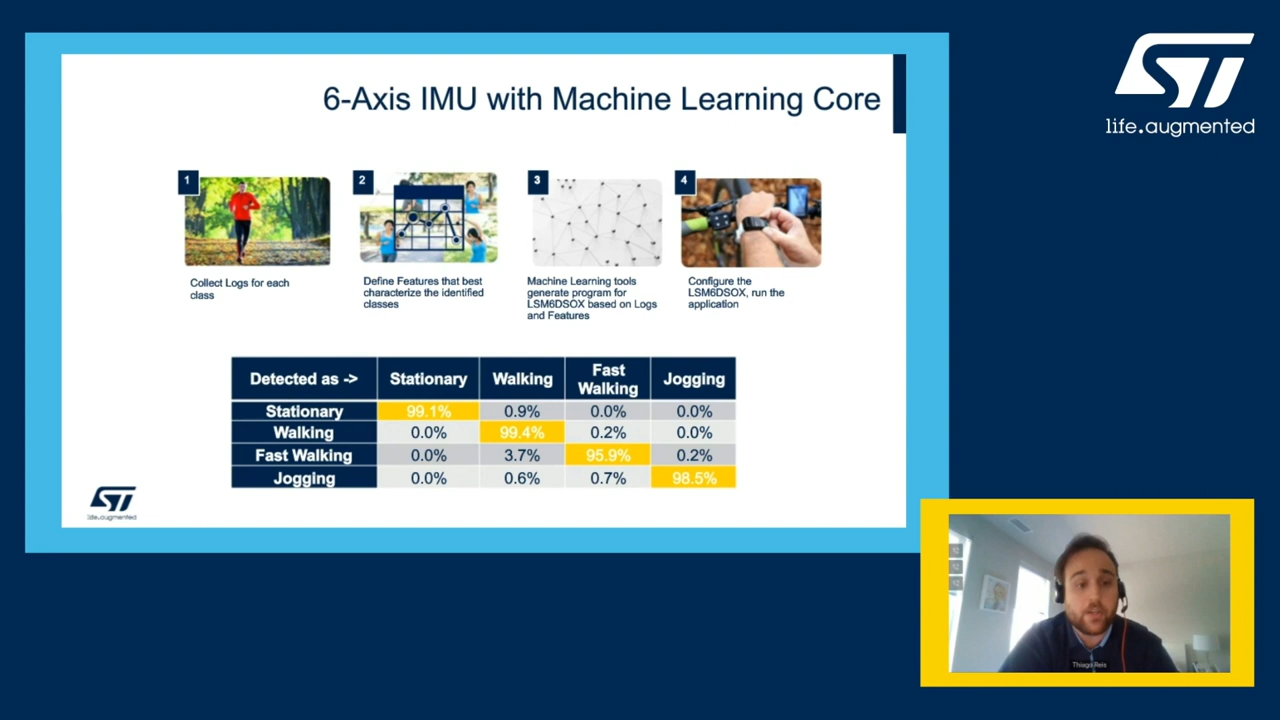 6-Axis IMU with Machine Learning Core
ST
life.augmented
1
2
3
4
Collect Logs for each
class
Define Features that best
characterize the identified
classes
Machine Learning tools
generate program for
LSM6DSOX based on Logs
and Features
Configure the
LSM6DSOX, run the
application
Detected as -> Stationary Walking Fast Walking Jogging
Stationary 99.1% 0.9% 0.0% 0.0%
Walking 0.0% 99.4% 0.2% 0.0%
Fast Walking 0.0% 3.7% 95.9% 0.2%
Jogging 0.0% 0.6% 0.7% 98.5%
ST
life.augmented
Thiago Reis